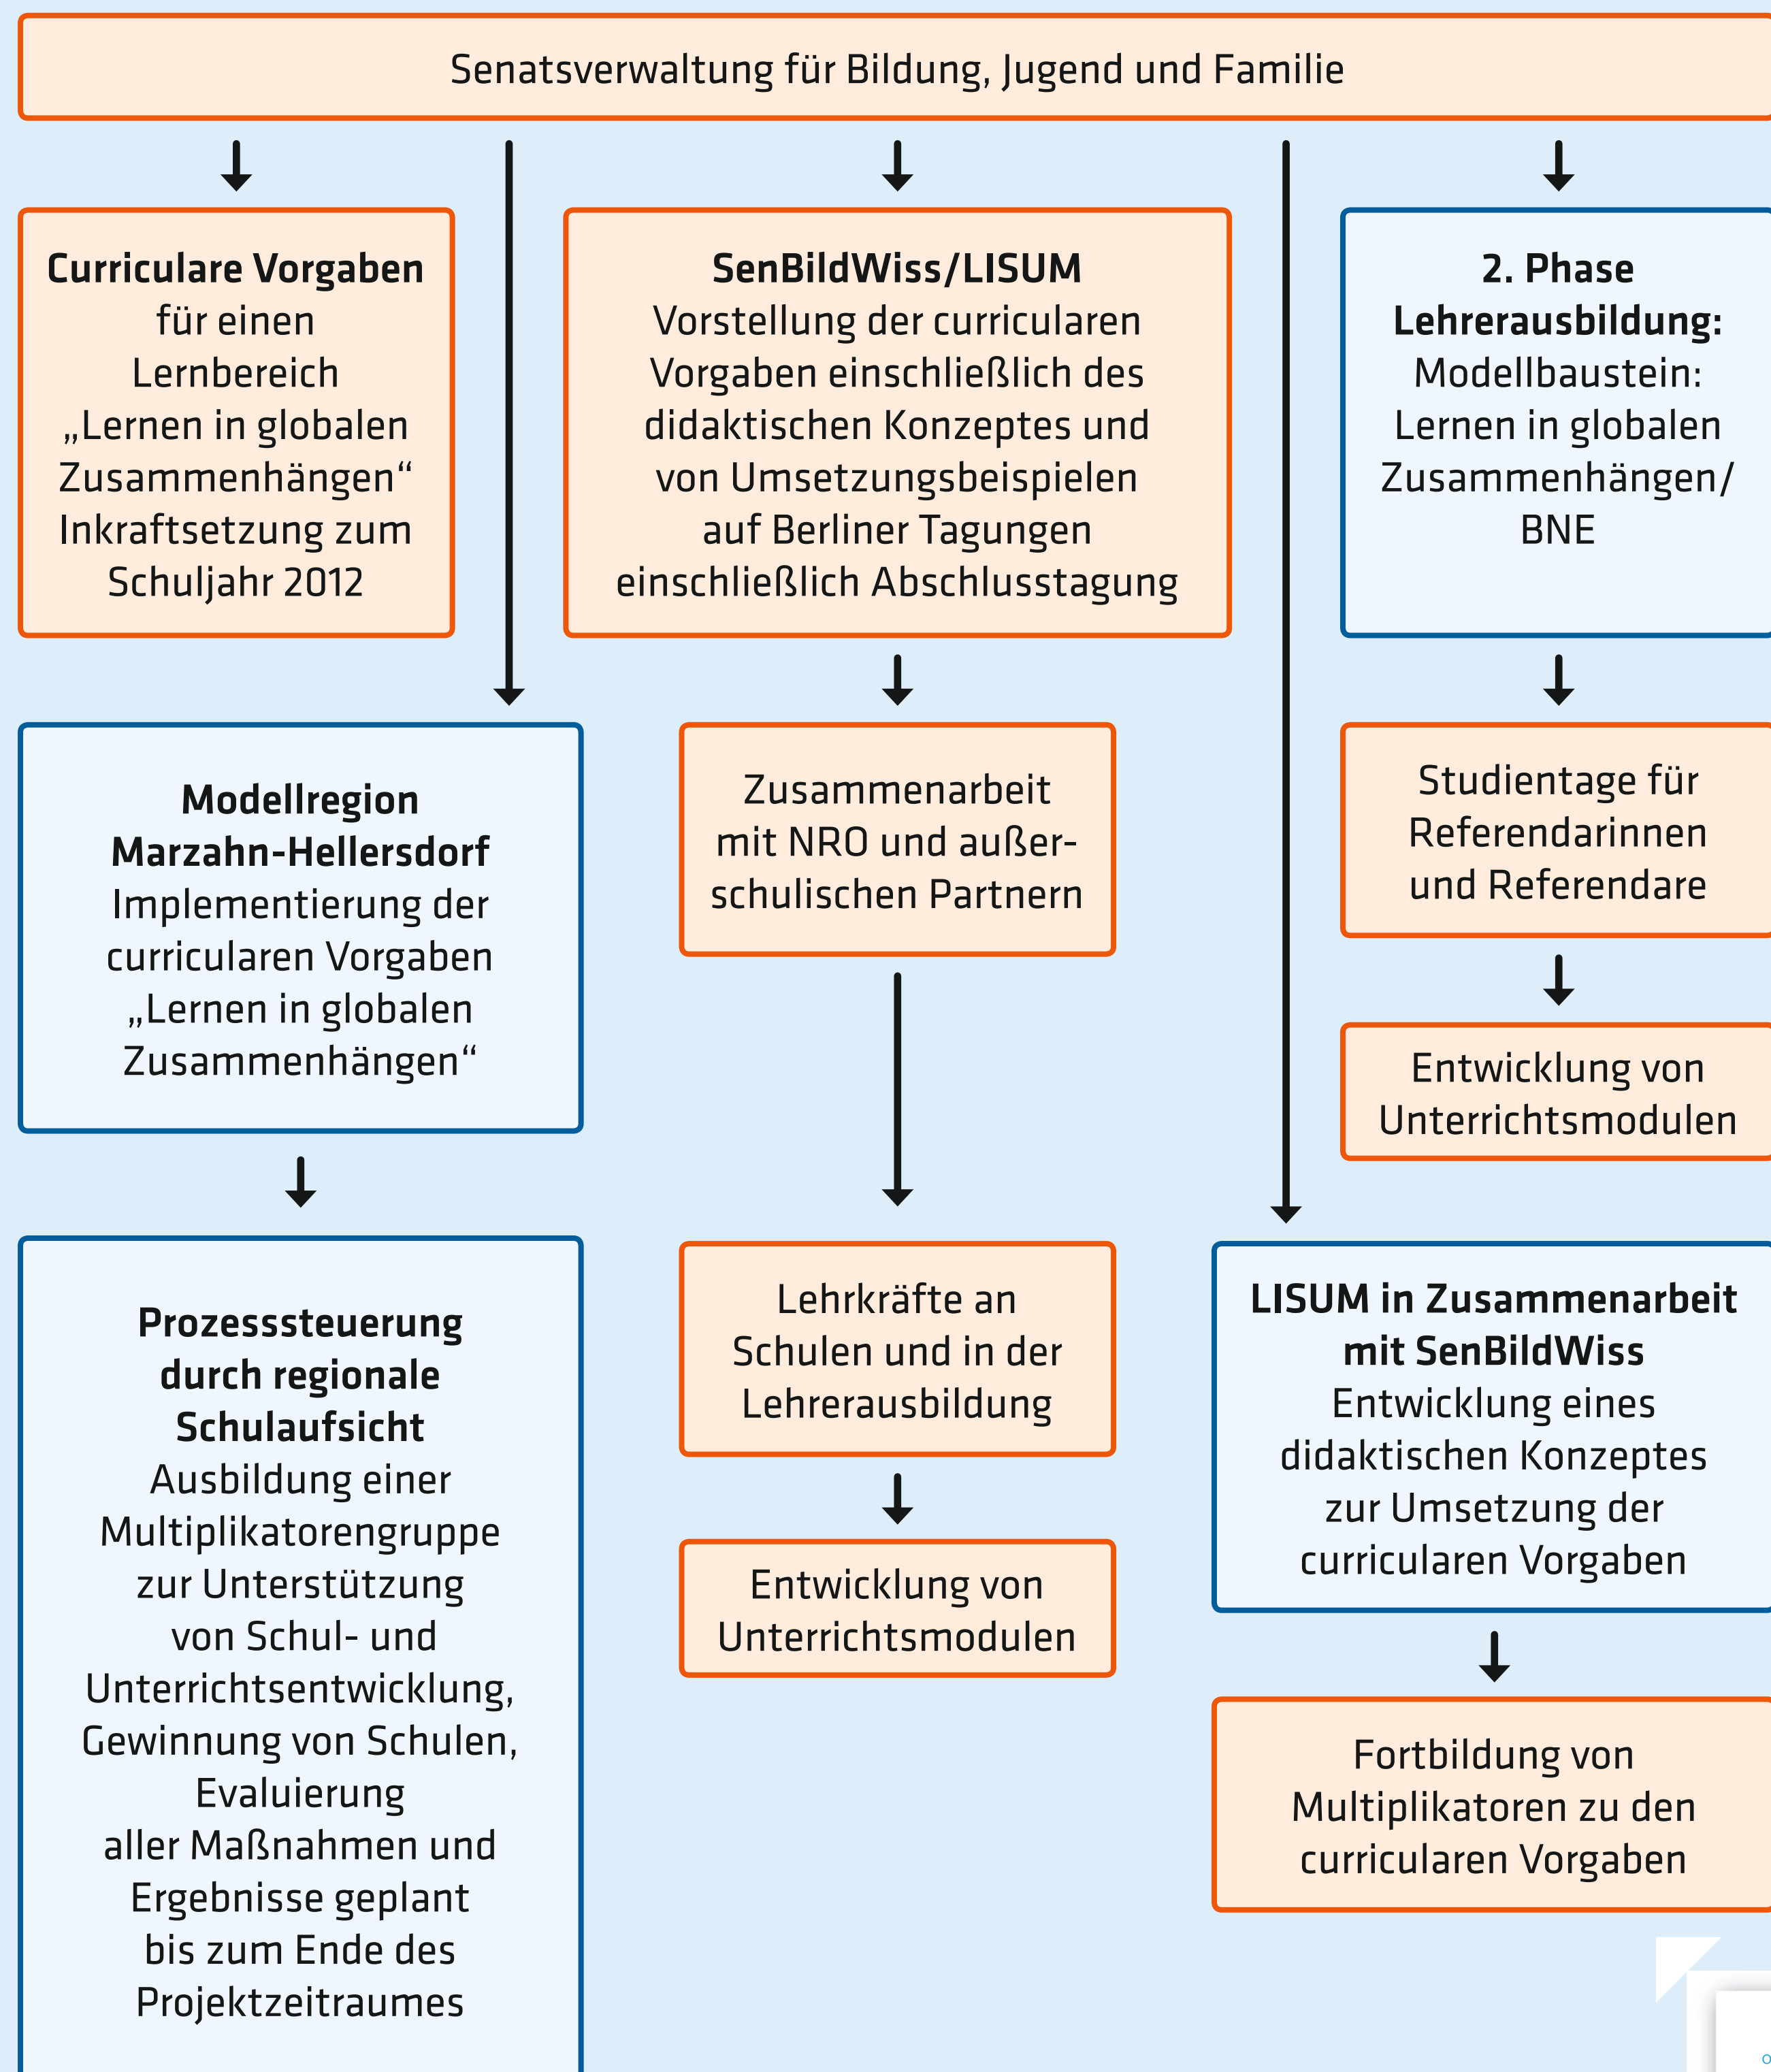 Senatsverwaltung für Bildung, Jugend und Familie
Curriculare Vorgaben
für einen
Lernbereich
„Lernen in globalen
Zusammenhängen“
Inkraftsetzung zum
Schuljahr 2012
SenBildWiss/LISUM
Vorstellung der curricularen
Vorgaben einschließlich des
didaktischen Konzeptes und
von Umsetzungsbeispielen
auf Berliner Tagungen
einschließlich Abschlusstagung
2. Phase
Lehrerausbildung:
Modellbaustein:
Lernen in globalen
Zusammenhängen/
BNE
Modellregion
Marzahn-Hellersdorf
Implementierung der
curricularen Vorgaben
„Lernen in globalen
Zusammenhängen“
Zusammenarbeit
mit NRO und außer-
schulischen Partnern
Studientage für
Referendarinnen
und Referendare
Entwicklung von
Unterrichtsmodulen
Prozesssteuerung
durch regionale
Schulaufsicht
Ausbildung einer
Multiplikatorengruppe
zur Unterstützung
von Schul- und
Unterrichtsentwicklung,
Gewinnung von Schulen,
Evaluierung
aller Maßnahmen und
Ergebnisse geplant
bis zum Ende des
Projektzeitraumes
Lehrkräfte an
Schulen und in der
Lehrerausbildung
Entwicklung von
Unterrichtsmodulen
LISUM in Zusammenarbeit
mit SenBildWiss
Entwicklung eines
didaktischen Konzeptes
zur Umsetzung der
curricularen Vorgaben
Fortbildung von
Multiplikatoren zu den
curricularen Vorgaben